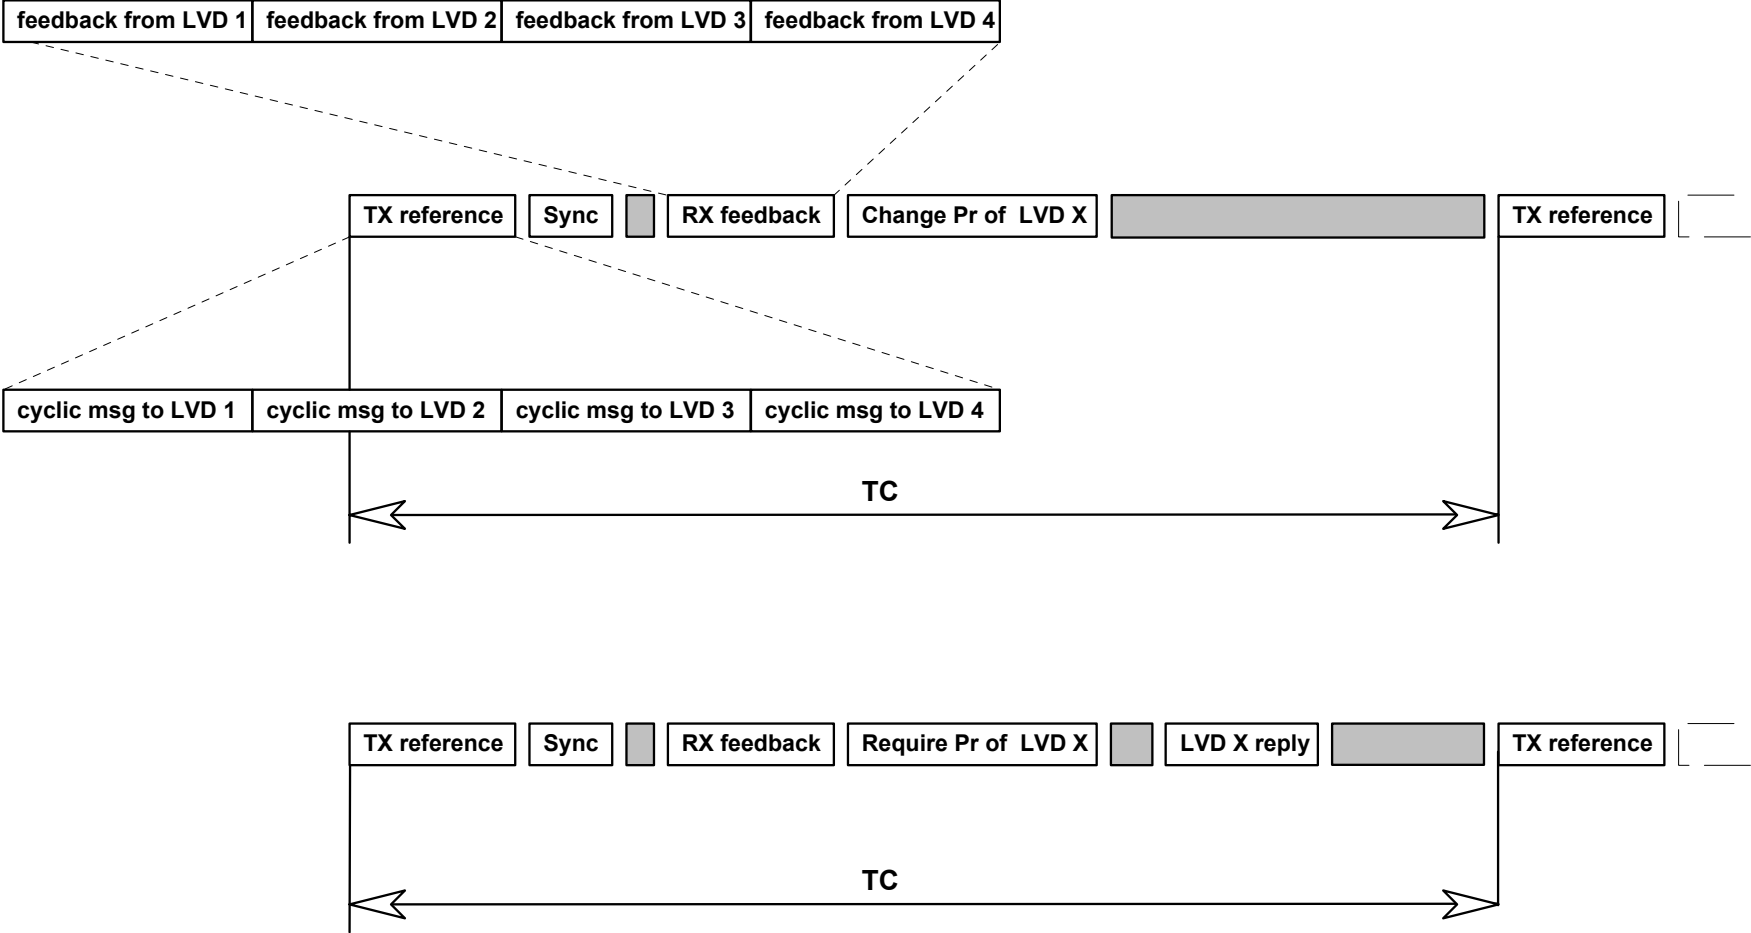 feedback from LVD 1 feedback from LVD 2 feedback from LVD 3 feedback from LVD 4
TX reference Sync RX feedback Change Pr of LVD X TX reference
cyclic msg to LVD 1 cyclic msg to LVD 2 cyclic msg to LVD 3 cyclic msg to LVD 4
TC
TX reference Sync RX feedback Require Pr of LVD X LVD X reply TX reference
TC